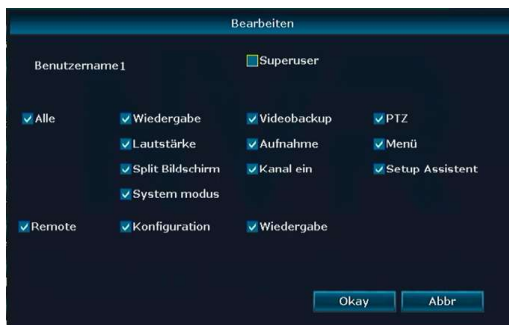 Bearbeiten
Benutzername1 Superuser
Alle Wiedergabe Videobackup PTZ
Lautstärke Aufnahme Menü
Split Bildschirm Kanal ein Setup Assistent
System modus
Remote Konfiguration Wiedergabe
Okay Abbr